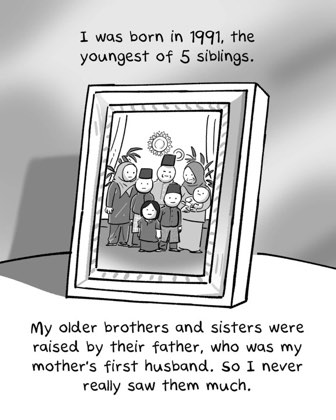 I was born in 1991, the
youngest of 5 siblings.
My older brothers and sisters were
raised by their father, who was my
mother's first husband. So I never
really saw them much.